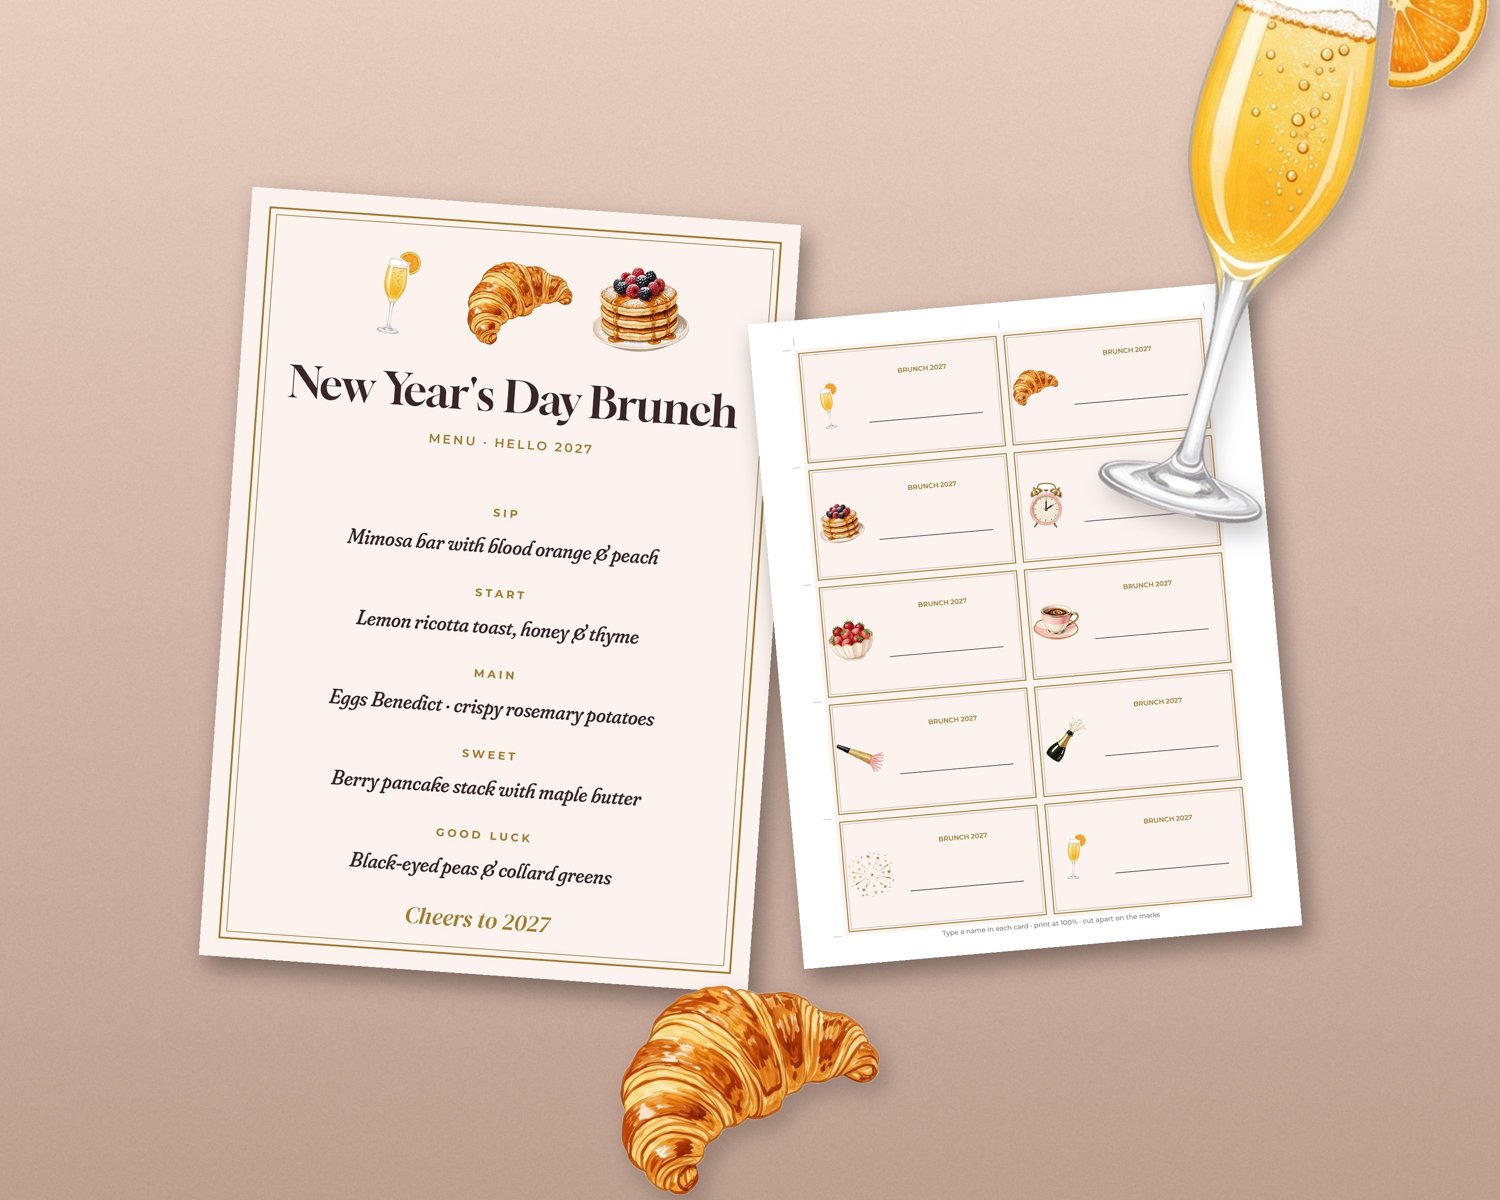 New Year's Day Brunch
MENU · HELLO 2027
SIP
Mimosa bar with blood orange & peach
START
Lemon ricotta toast, honey & thyme
MAIN
Eggs Benedict · crispy rosemary potatoes
SWEET
Berry pancake stack with maple butter
GOOD LUCK
Black-eyed peas & collard greens
Cheers to 2027
BRUNCH 2027
BRUNCH 2027
BRUNCH 2027
BRUNCH 2027
BRUNCH 2027
BRUNCH 2027
BRUNCH 2027
BRUNCH 2027
BRUNCH 2027
Type a name in each card · print at 100% · cut apart on the marks